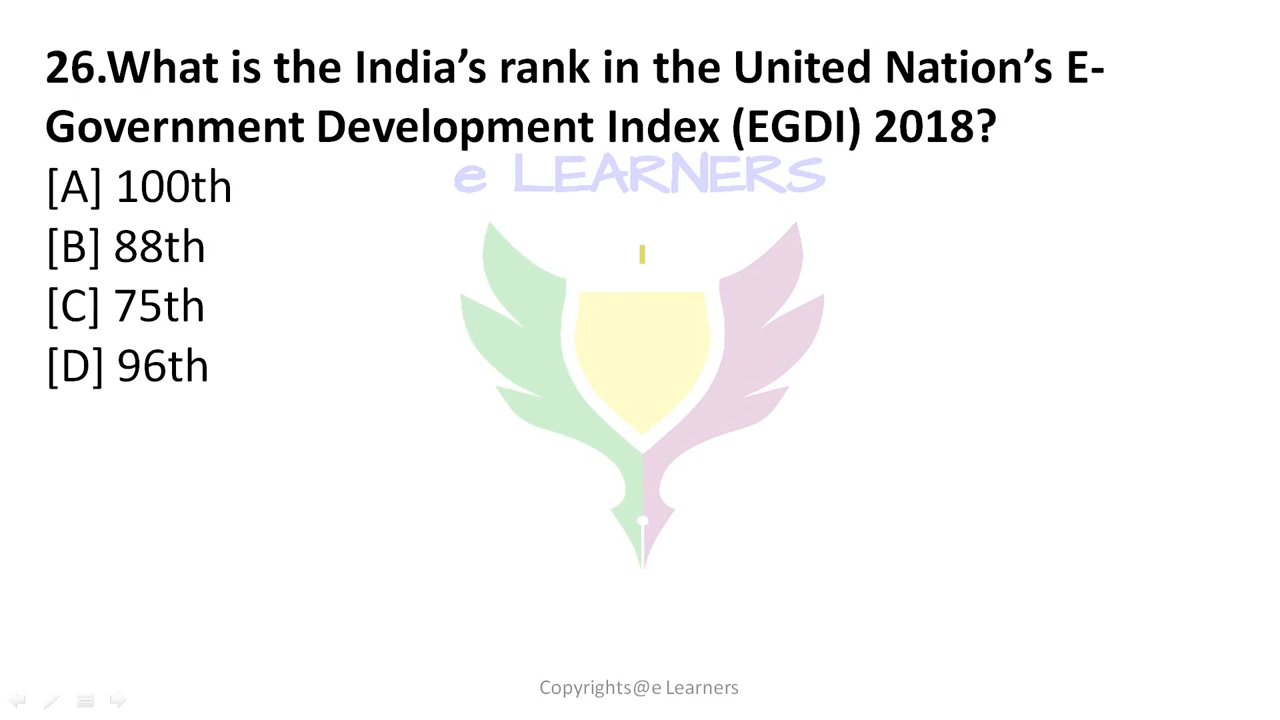 26.What is the India’s rank in the United Nation’s E-
Government Development Index (EGDI) 2018?
e LEARNERS
[A] 100th
[B] 88th
[C] 75th
[D] 96th
Copyrights@e Learners